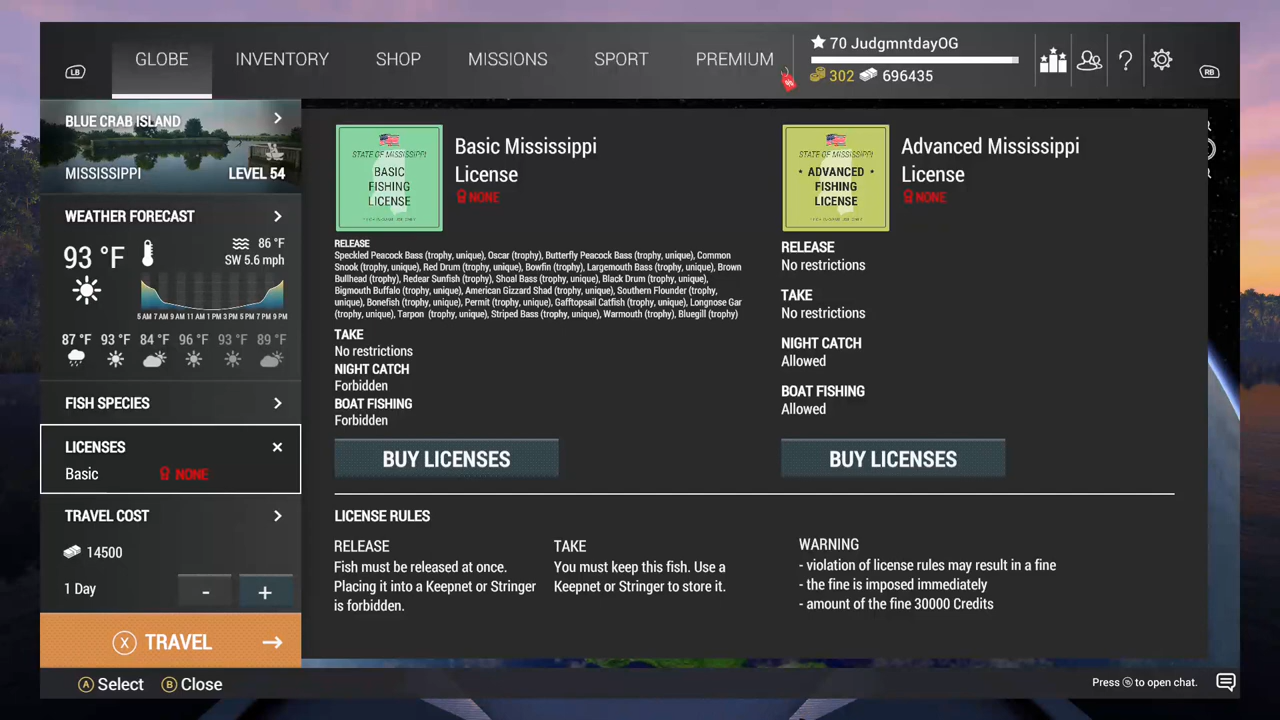 LB
GLOBE
INVENTORY
SHOP
MISSIONS
SPORT
PREMIUM
70 JudgmntdayOG
302 696435
?
RB
BLUE CRAB ISLAND
MISSISSIPPI LEVEL 54
WEATHER FORECAST
93 °F
86 °F
SW 5.6 mph
5 AM 7 AM 9 AM 11 AM 1 PM 3 PM 5 PM 7 PM 9 PM
87 °F 93 °F 84 °F 96 °F 93 °F 89 °F
FISH SPECIES
LICENSES
Basic NONE
TRAVEL COST
14500
1 Day - +
X TRAVEL
A Select B Close
STATE OF MISSISSIPPI
BASIC
FISHING
LICENSE
Basic Mississippi
License
NONE
RELEASE
Speckled Peacock Bass (trophy, unique), Oscar (trophy), Butterfly Peacock Bass (trophy, unique), Common
Snook (trophy, unique), Red Drum (trophy, unique), Bowfin (trophy), Largemouth Bass (trophy, unique), Brown
Bullhead (trophy), Redear Sunfish (trophy), Shoal Bass (trophy, unique), Black Drum (trophy, unique),
Bigmouth Buffalo (trophy, unique), American Gizzard Shad (trophy, unique), Southern Flounder (trophy,
unique), Bonefish (trophy, unique), Permit (trophy, unique), Gafftopsail Catfish (trophy, unique), Longnose Gar
(trophy, unique), Tarpon (trophy, unique), Striped Bass (trophy, unique), Warmouth (trophy), Bluegill (trophy)
TAKE
No restrictions
NIGHT CATCH
Forbidden
BOAT FISHING
Forbidden
BUY LICENSES
STATE OF MISSISSIPPI
ADVANCED
FISHING
LICENSE
Advanced Mississippi
License
NONE
RELEASE
No restrictions
TAKE
No restrictions
NIGHT CATCH
Allowed
BOAT FISHING
Allowed
BUY LICENSES
LICENSE RULES
RELEASE
Fish must be released at once.
Placing it into a Keepnet or Stringer
is forbidden.
TAKE
You must keep this fish. Use a
Keepnet or Stringer to store it.
WARNING
- violation of license rules may result in a fine
- the fine is imposed immediately
- amount of the fine 30000 Credits
Press to open chat.